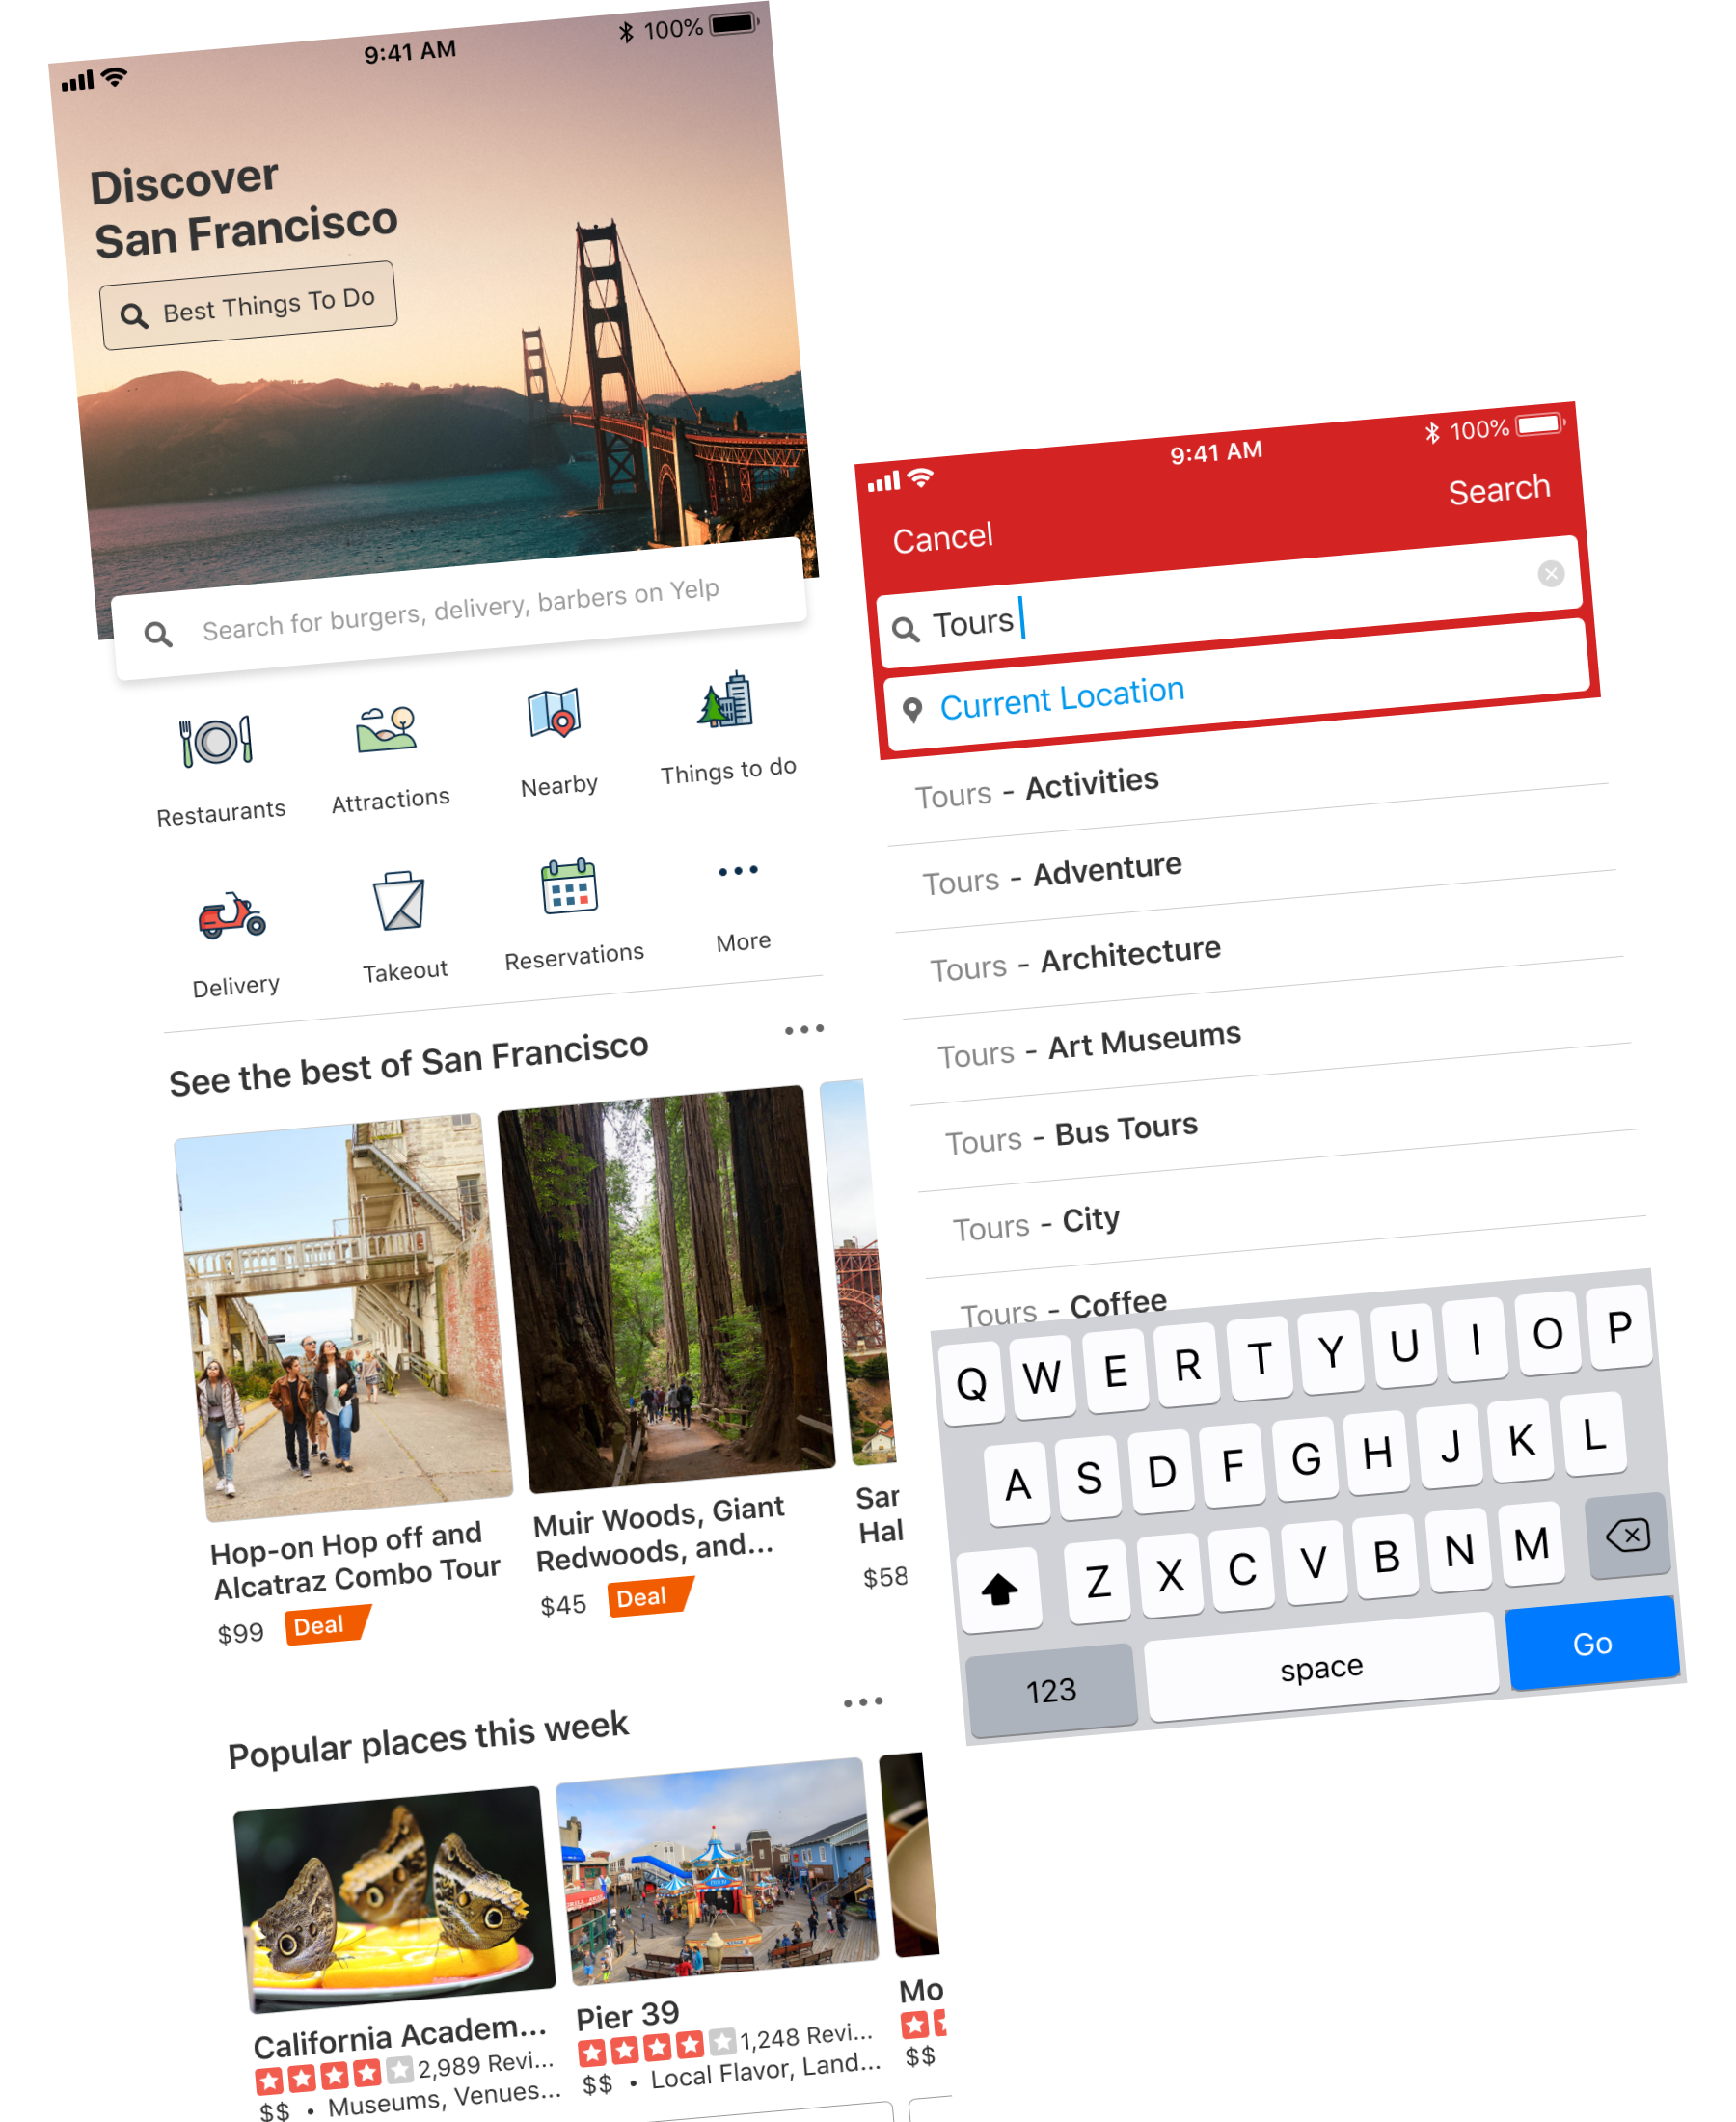 9:41 AM
100%
Discover
San Francisco
Best Things To Do
Search for burgers, delivery, barbers on Yelp
Restaurants
Attractions
Nearby
Things to do
Delivery
Takeout
Reservations
More
See the best of San Francisco
Hop-on Hop off and
Alcatraz Combo Tour
$99 Deal
Muir Woods, Giant
Redwoods, and...
$45 Deal
Sar
Hal
$58
Popular places this week
California Academ...
2,989 Revi...
$$ • Museums, Venues...
Pier 39
1,248 Revi...
$$ • Local Flavor, Land...
Mo
$$
9:41 AM
100%
Cancel
Search
Tours
Current Location
Tours - Activities
Tours - Adventure
Tours - Architecture
Tours - Art Museums
Tours - Bus Tours
Tours - City
Tours - Coffee
Q W E R T Y U I O P
A S D F G H J K L
Z X C V B N M
123 space Go